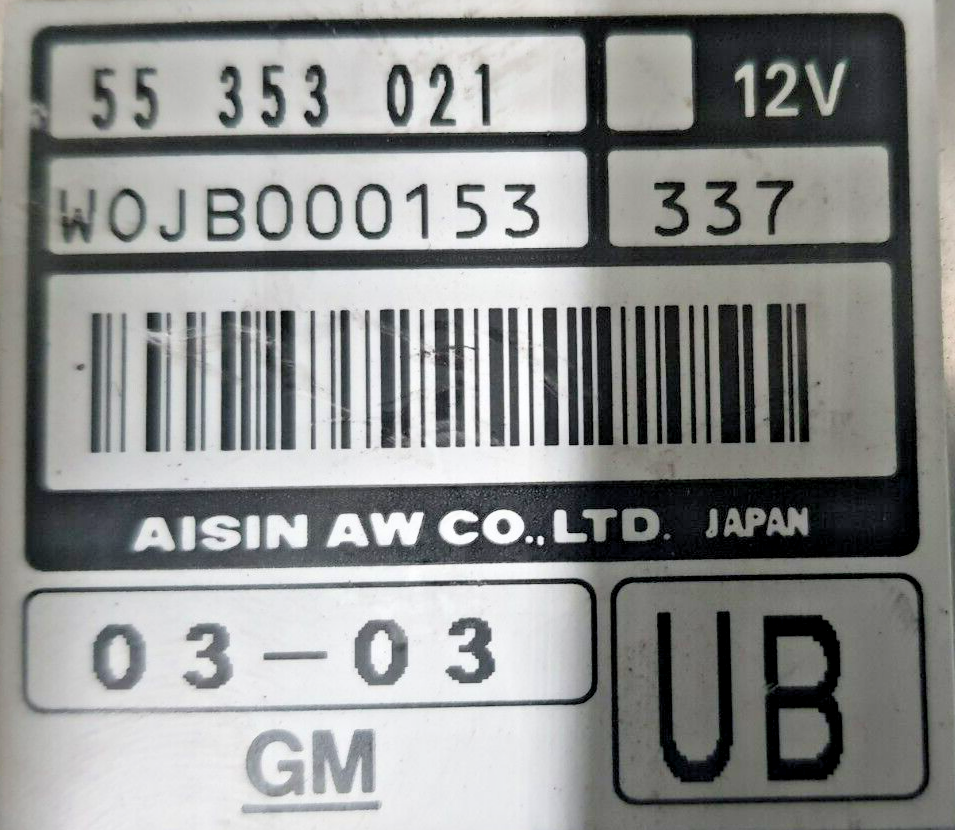 55 353 021 12V
W0JB000153 337
AISIN AW CO.,LTD. JAPAN
03-03 UB
GM